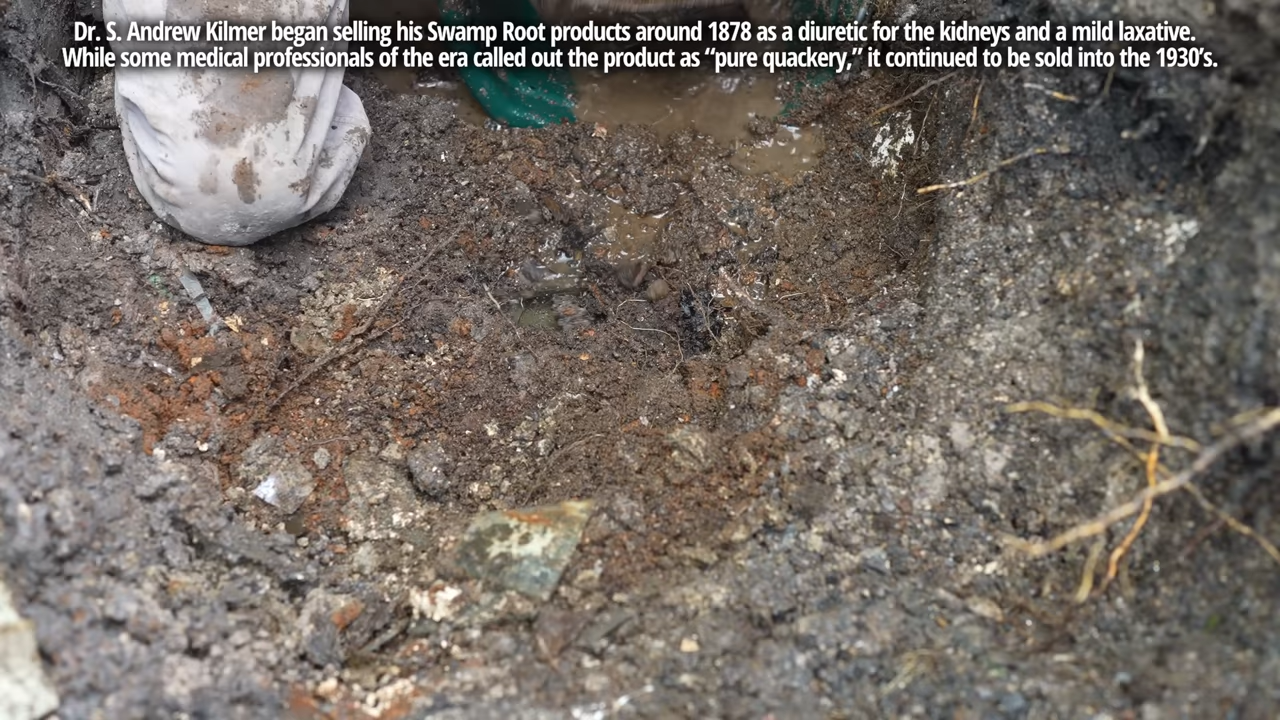 Dr. S. Andrew Kilmer began selling his Swamp Root products around 1878 as a diuretic for the kidneys and a mild laxative.
While some medical professionals of the era called out the product as “pure quackery,” it continued to be sold into the 1930’s.